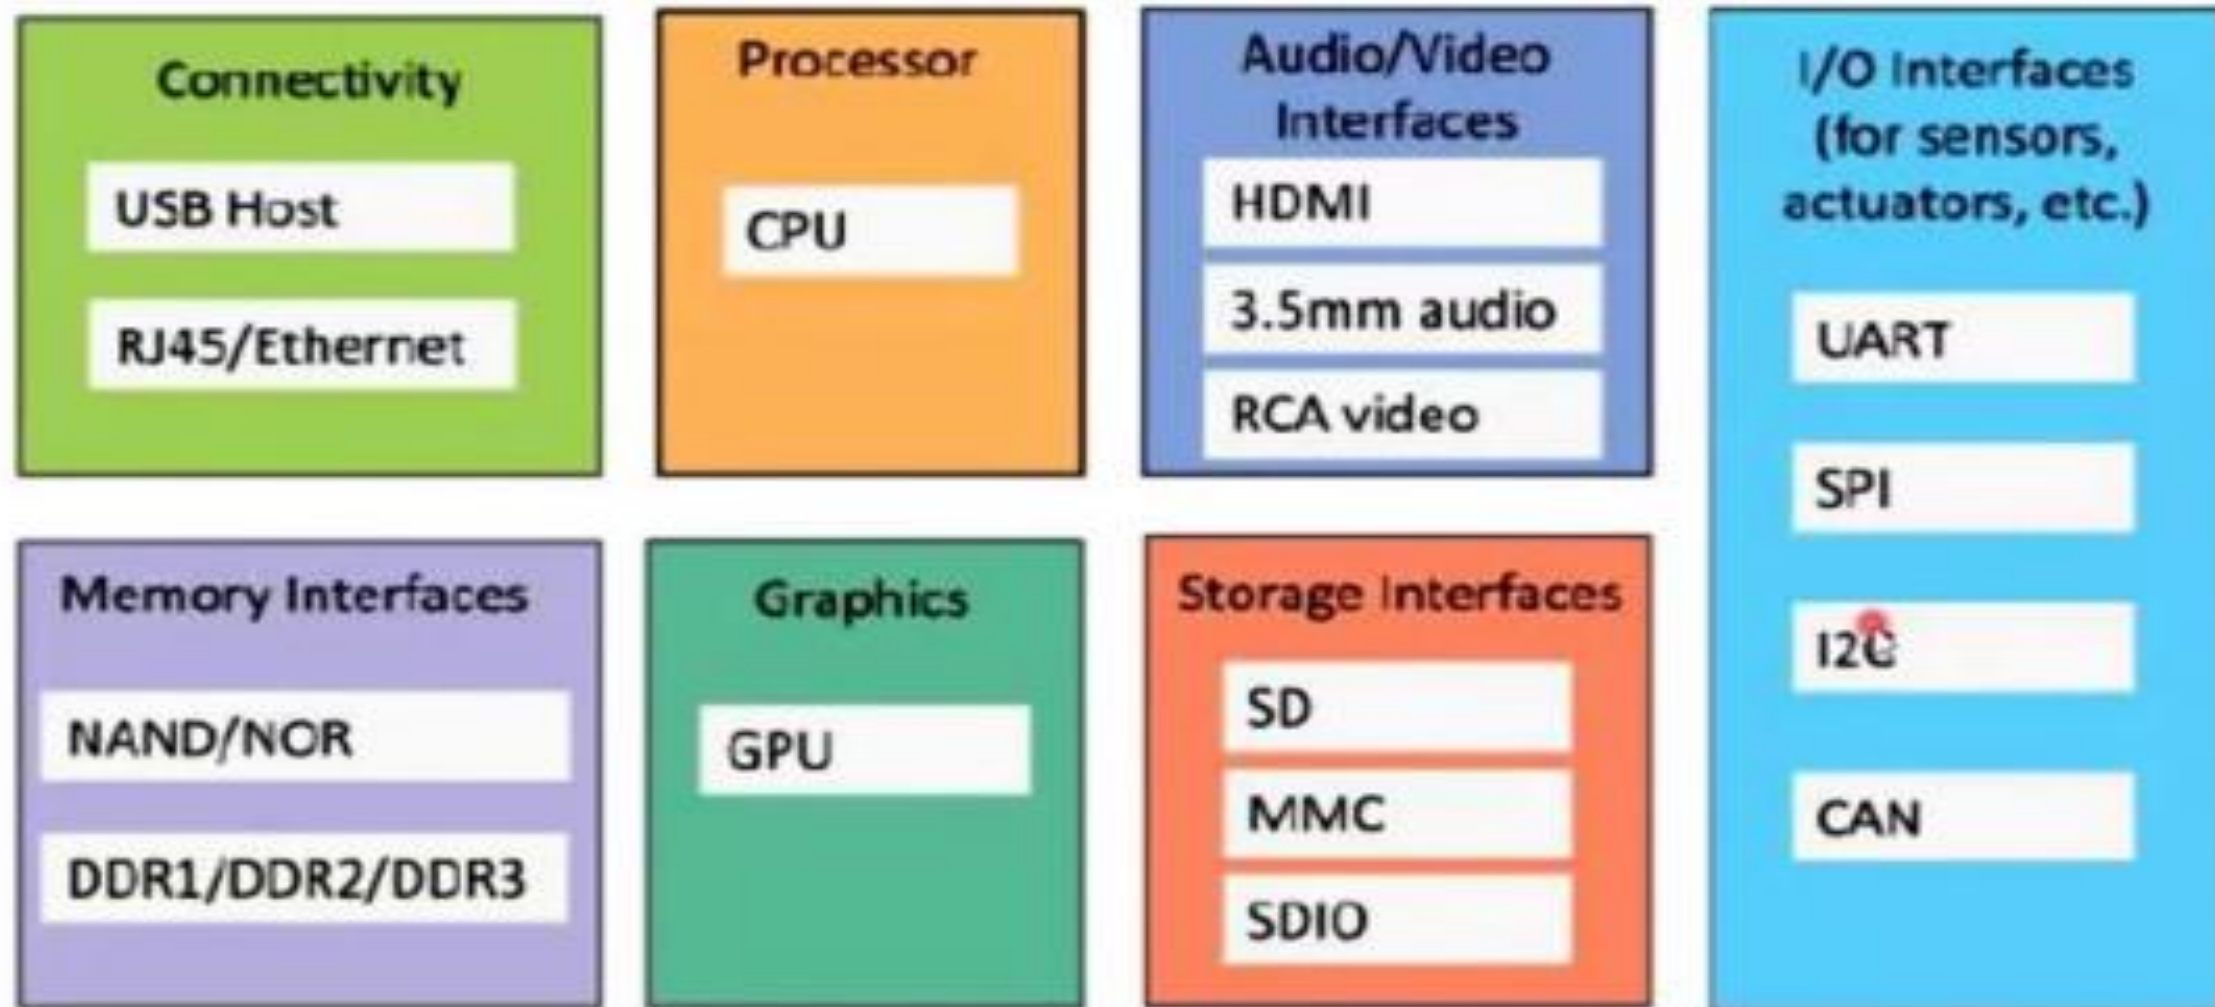 Connectivity
USB Host
RJ45/Ethernet
Processor
CPU
Audio/Video
Interfaces
HDMI
3.5mm audio
RCA video
I/O Interfaces
(for sensors,
actuators, etc.)
UART
SPI
I2C
CAN
Memory Interfaces
NAND/NOR
DDR1/DDR2/DDR3
Graphics
GPU
Storage Interfaces
SD
MMC
SDIO